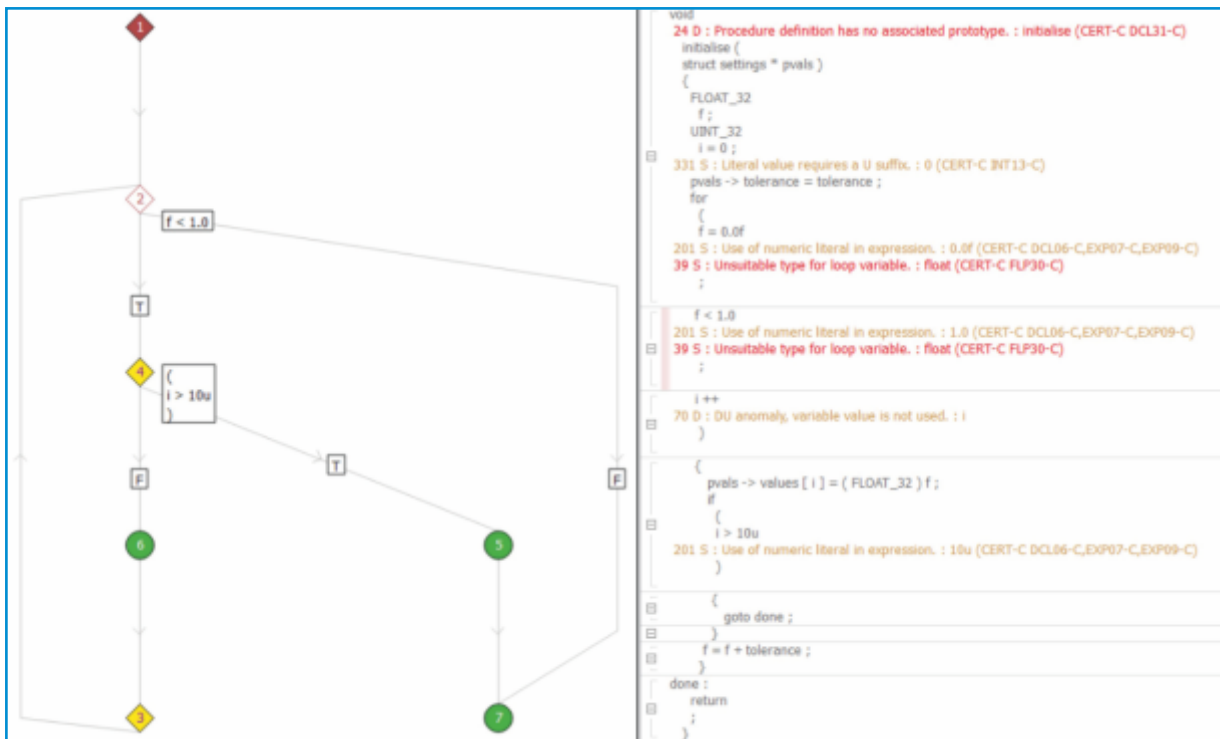 1
2
f < 1.0
T
4
(
i > 10u
)
T
F
F
6
5
3
7
void
24 D : Procedure definition has no associated prototype. : initialise (CERT-C DCL31-C)
initialise (
struct settings * pvals )
{
FLOAT_32
f ;
UINT_32
i = 0 ;
331 S : Literal value requires a U suffix. : 0 (CERT-C INT13-C)
pvals -> tolerance = tolerance ;
for
(
f = 0.0f
201 S : Use of numeric literal in expression. : 0.0f (CERT-C DCL06-C,EXP07-C,EXP09-C)
39 S : Unsuitable type for loop variable. : float (CERT-C FLP30-C)
;
f < 1.0
201 S : Use of numeric literal in expression. : 1.0 (CERT-C DCL06-C,EXP07-C,EXP09-C)
39 S : Unsuitable type for loop variable. : float (CERT-C FLP30-C)
;
i ++
70 D : DU anomaly, variable value is not used. : i
)
{
pvals -> values [ i ] = ( FLOAT_32 ) f ;
if
(
i > 10u
201 S : Use of numeric literal in expression. : 10u (CERT-C DCL06-C,EXP07-C,EXP09-C)
)
{
goto done ;
}
f = f + tolerance ;
}
done :
return
;
}